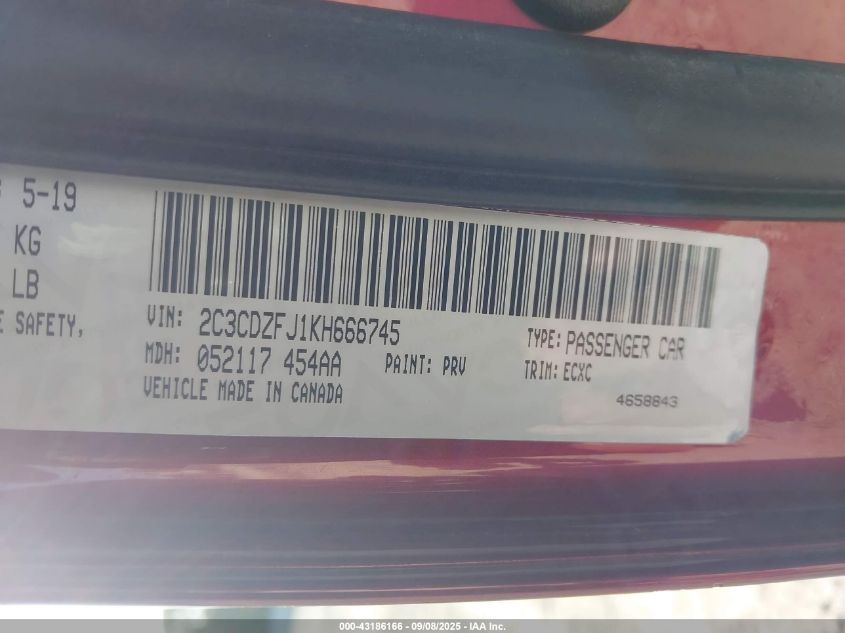 5-19
KG
LB
SAFETY,
VIN: 2C3CDZFJ1KH666745
MDH: 052117 454AA
PAINT: PRV
VEHICLE MADE IN CANADA
TYPE: PASSENGER CAR
TRIM: ECXC
4658843
000-43186166 - 09/08/2025 - IAA Inc.